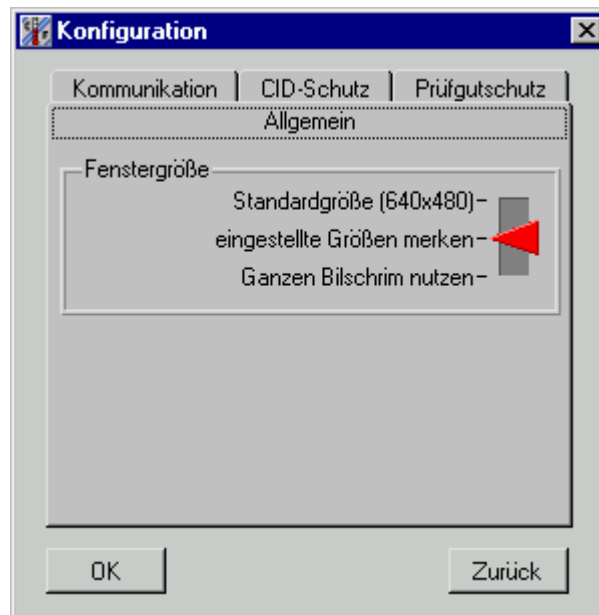 Konfiguration
Kommunikation CID-Schutz Prüfgutschutz
Allgemein
Fenstergröße
Standardgröße (640x480)
eingestellte Größen merken
Ganzen Bilschrim nutzen
OK Zurück